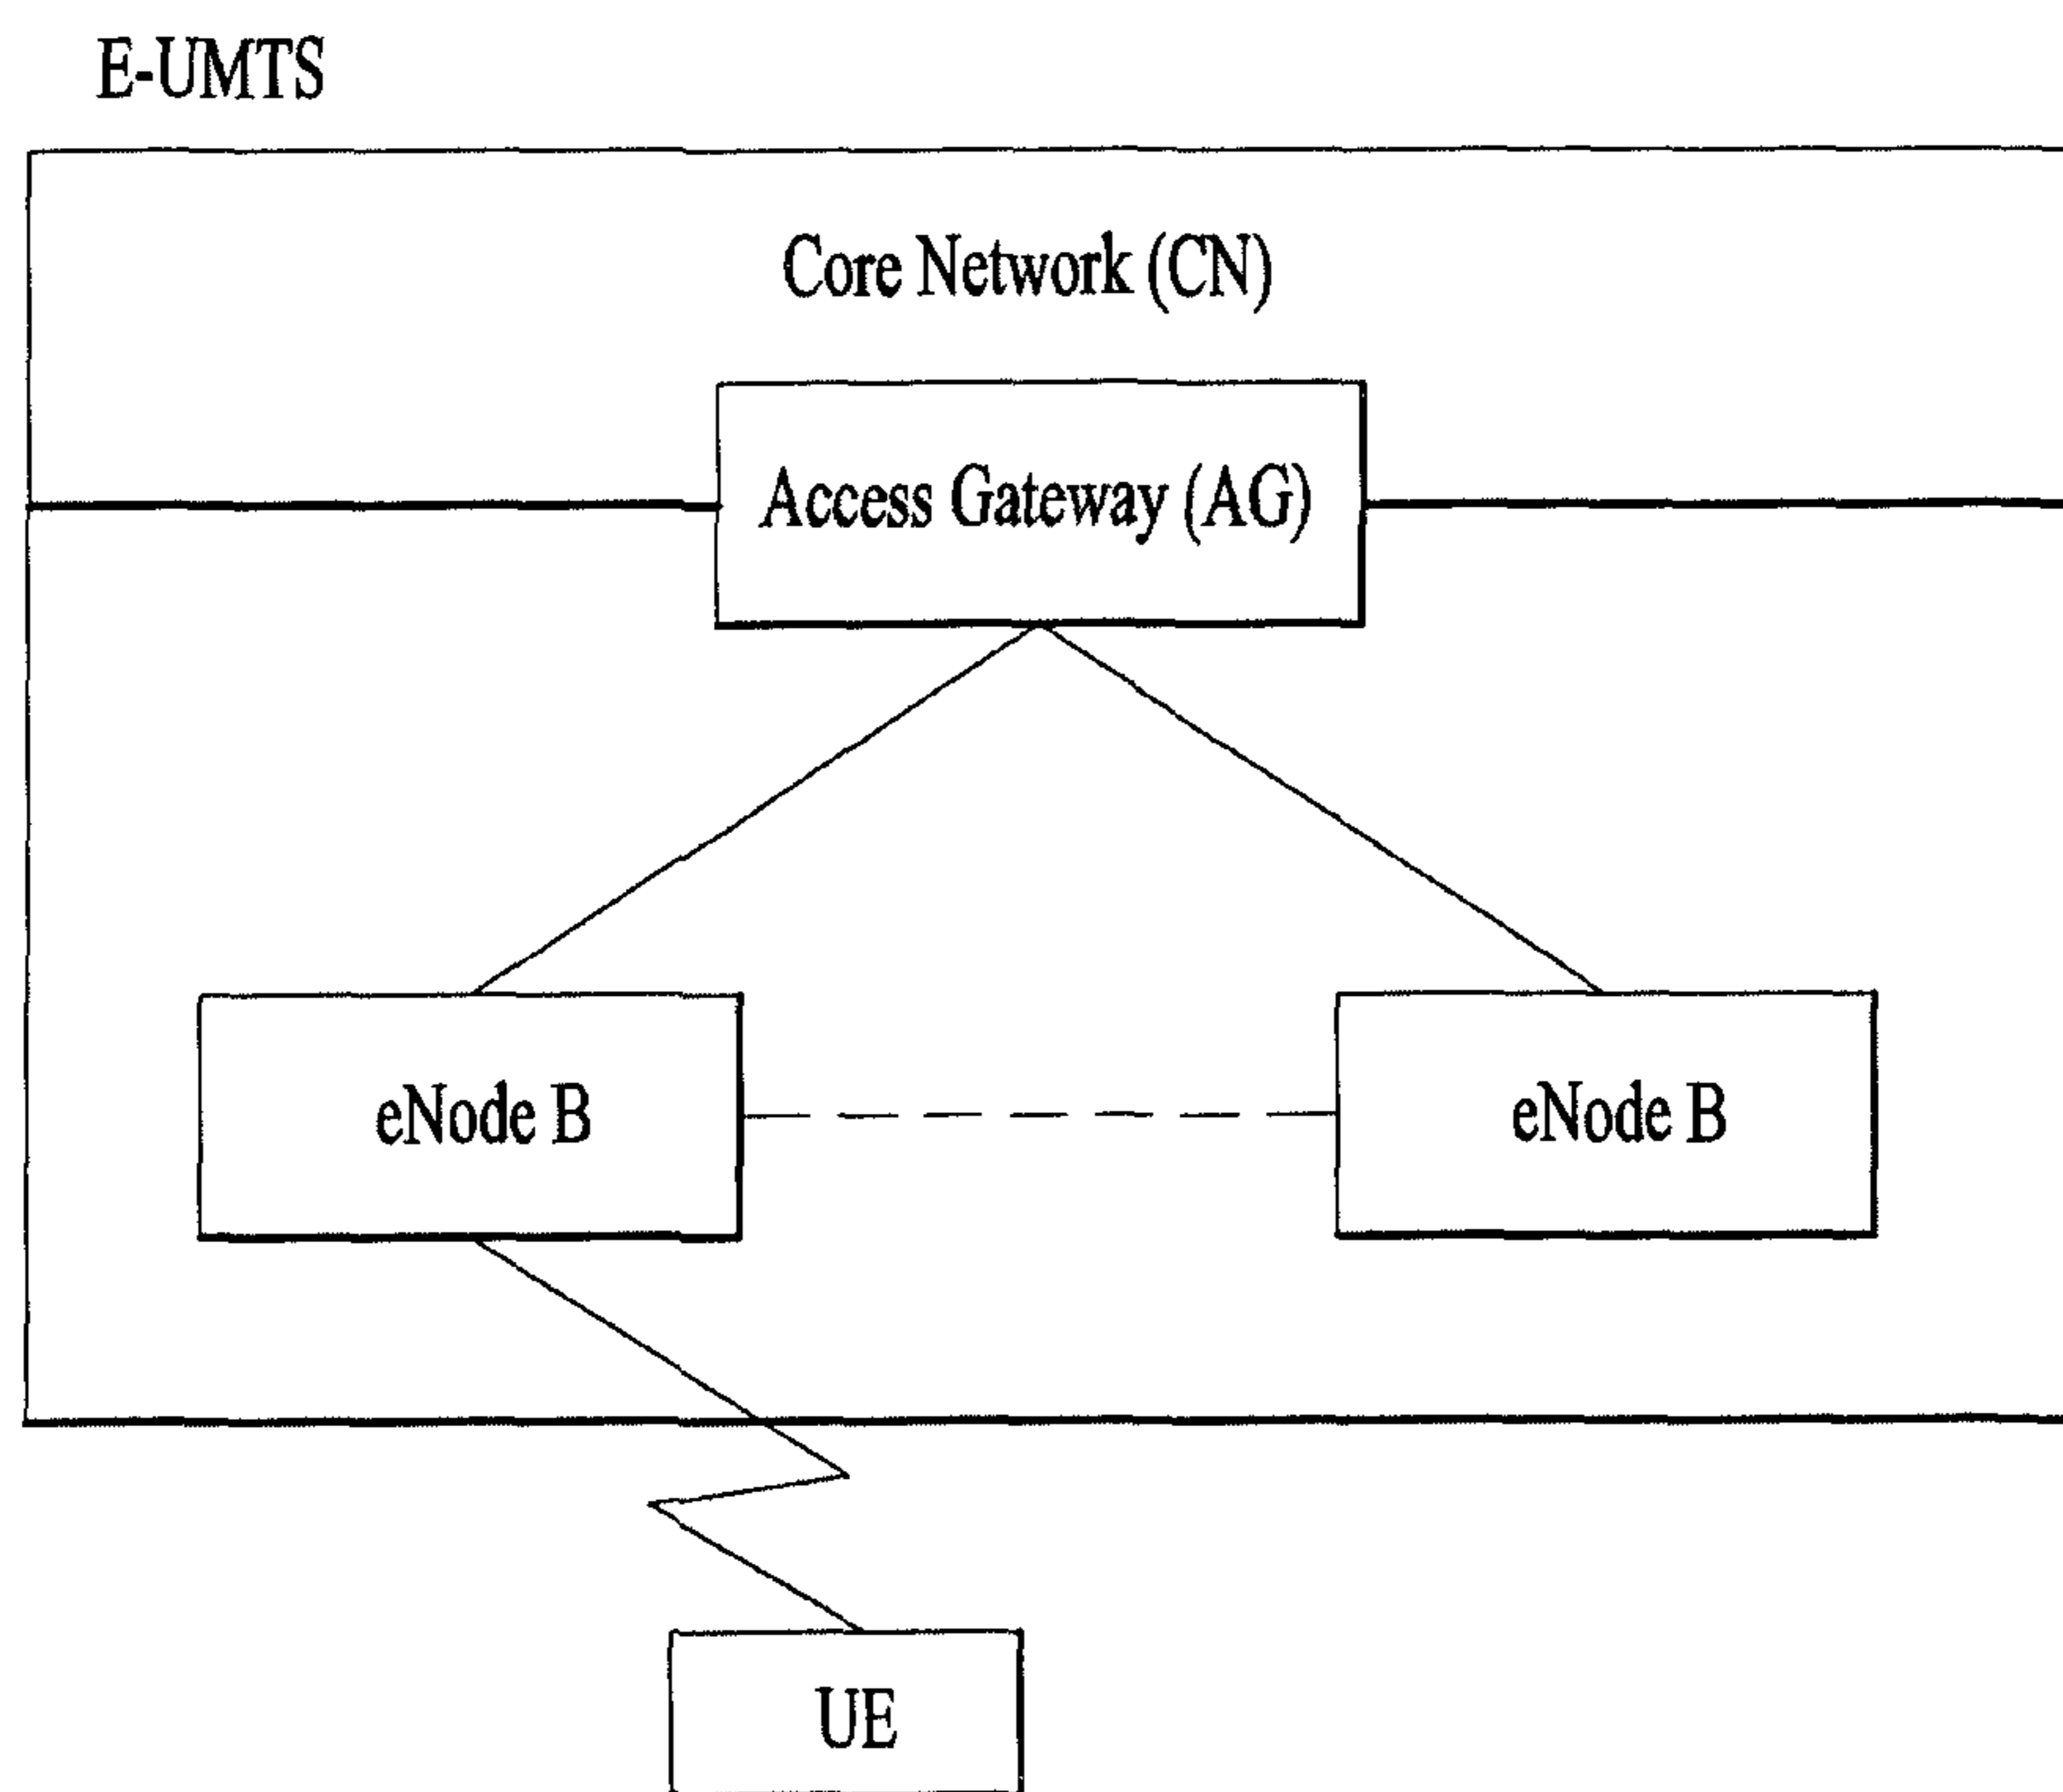 E-UMTS
Core Network (CN)
Access Gateway (AG)
eNode B
eNode B
UE